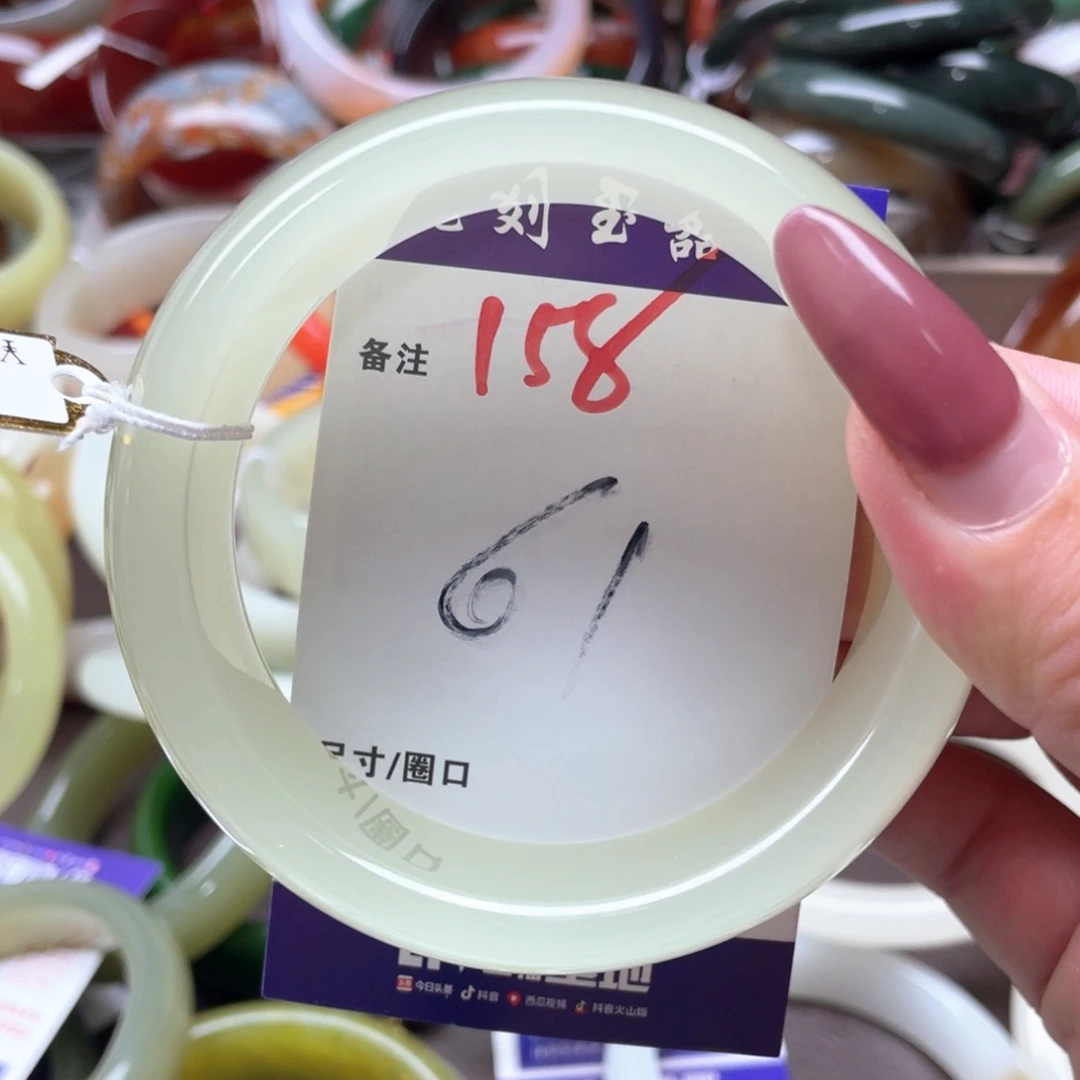 刻玉器
备注 158
61
尺寸/圈口
今日头条 抖音 西瓜视频 抖音火山版